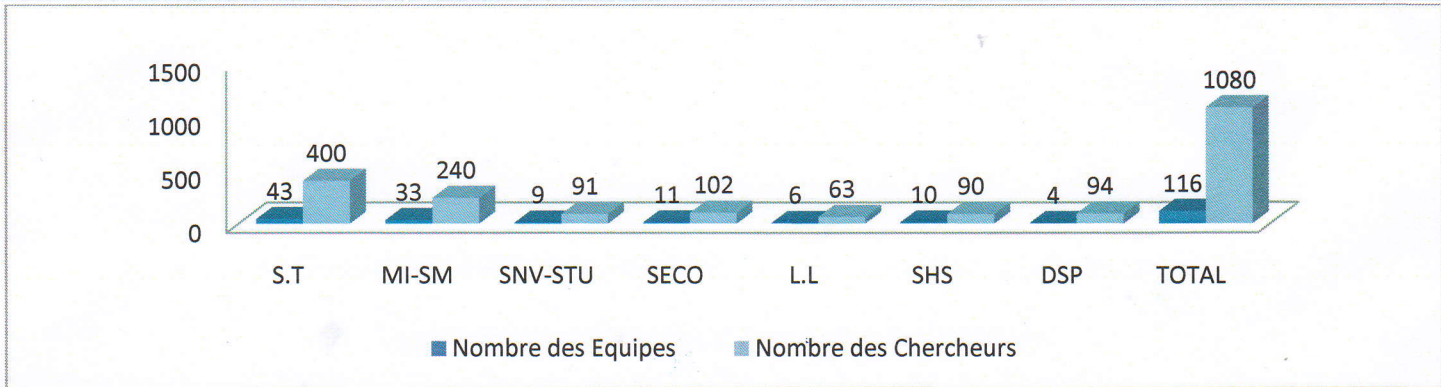 1500
1000
500
0
43 400 33 240 9 91 11 102 6 63 10 90 4 94 116 1080
S.T MI-SM SNV-STU SECO L.L SHS DSP TOTAL
Nombre des Equipes Nombre des Chercheurs